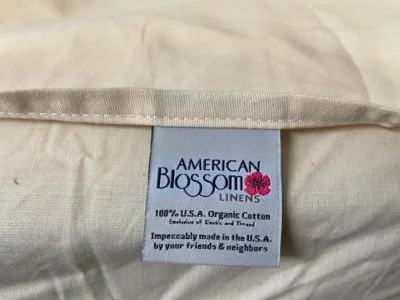 AMERICAN
Blossom
LINENS
100% U.S.A. Organic Cotton
Exclusive of Elastic and Thread
Impeccably made in the U.S.A.
by your friends & neighbors